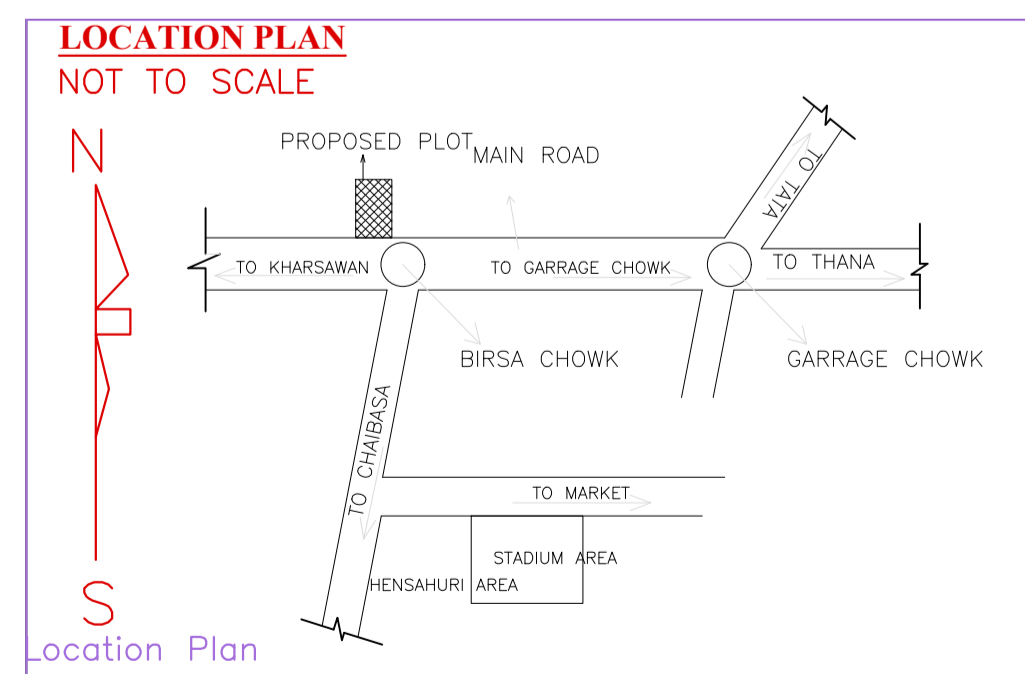 LOCATION PLAN
NOT TO SCALE
N
PROPOSED PLOT
MAIN ROAD
TO TATA
TO KHARSAWAN
TO GARRAGE CHOWK
TO THANA
BIRSA CHOWK
GARRAGE CHOWK
TO CHAIBASA
TO MARKET
STADIUM AREA
HENSAHURI AREA
S
Location Plan